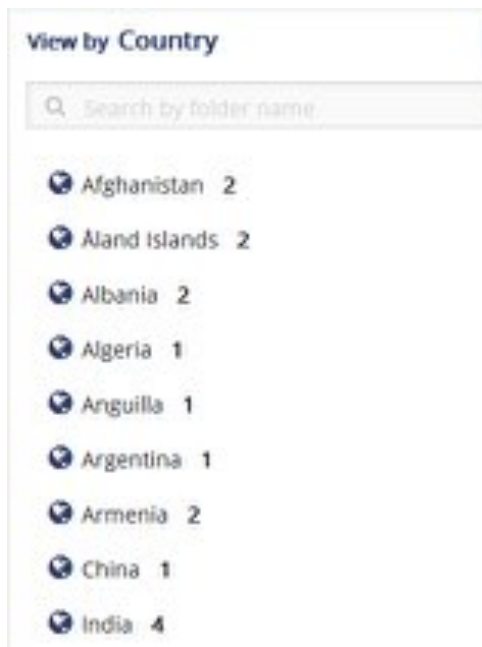 View by Country
Search by folder name
Afghanistan 2
Åland Islands 2
Albania 2
Algeria 1
Anguilla 1
Argentina 1
Armenia 2
China 1
India 4